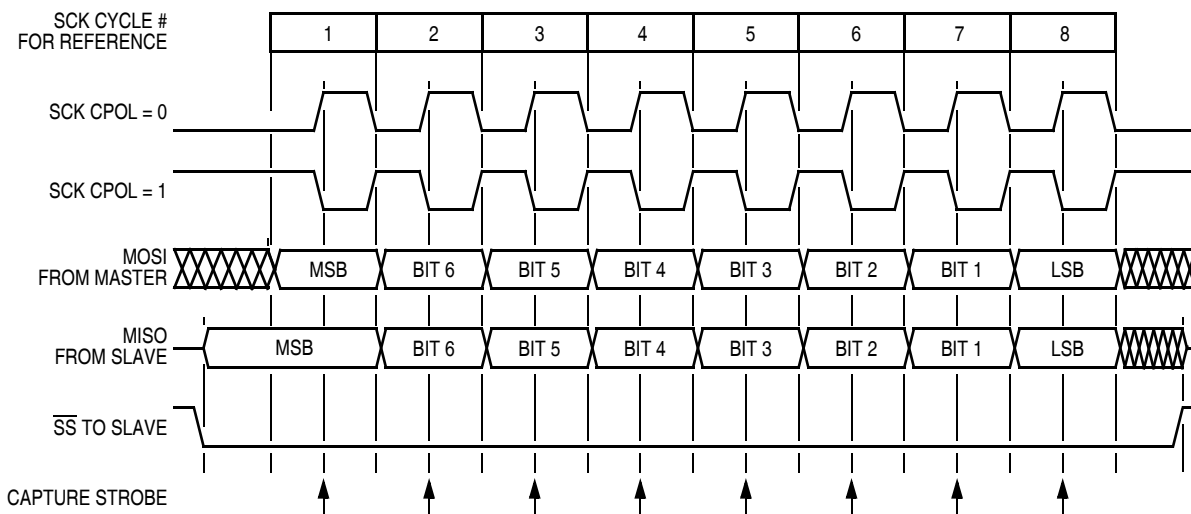 SCK CYCLE #
FOR REFERENCE
1 2 3 4 5 6 7 8
SCK CPOL = 0
SCK CPOL = 1
MOSI
FROM MASTER
MSB BIT 6 BIT 5 BIT 4 BIT 3 BIT 2 BIT 1 LSB
MISO
FROM SLAVE
MSB BIT 6 BIT 5 BIT 4 BIT 3 BIT 2 BIT 1 LSB
S̅S̅ TO SLAVE
CAPTURE STROBE